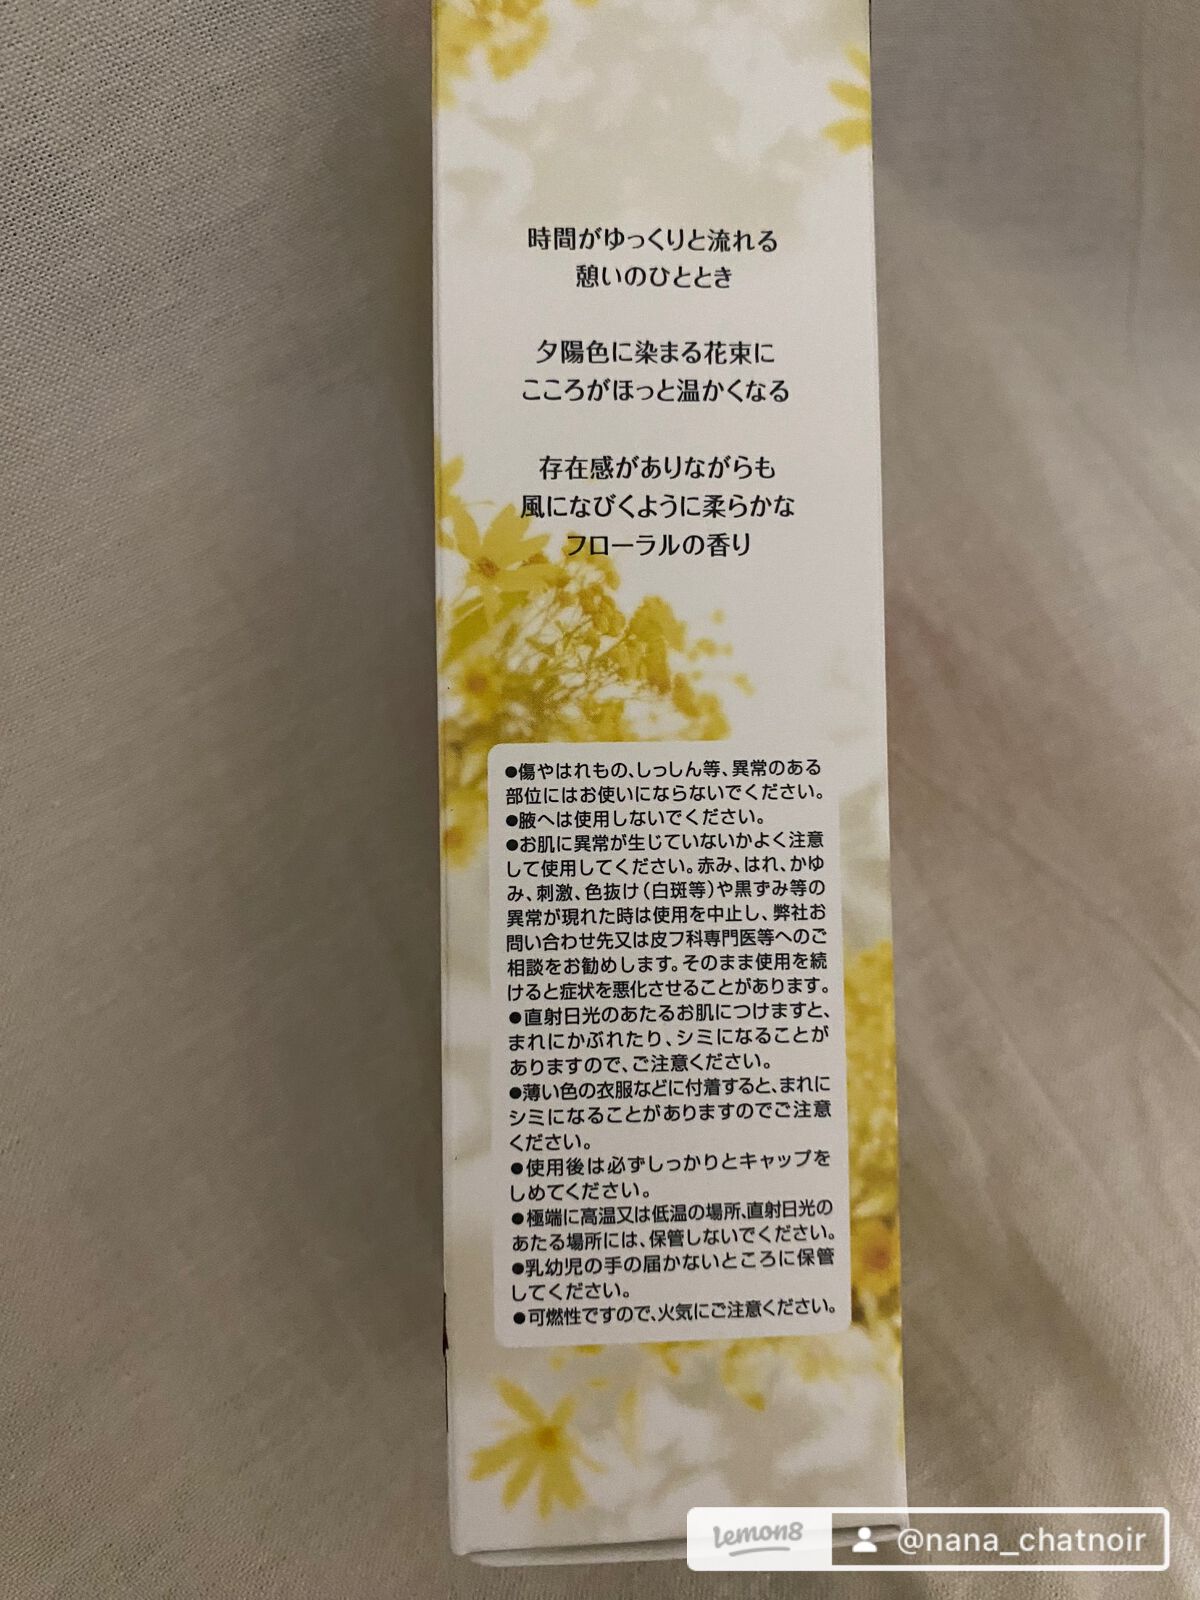 時間がゆっくりと流れる
憩いのひととき
夕陽色に染まる花束に
こころがほっと温かくなる
存在感がありながらも
風になびくように柔らかな
フローラルの香り
●傷やはれもの、しっしん等、異常のある
部位にはお使いにならないでください。
●腋へは使用しないでください。
●お肌に異常が生じていないかよく注意
して使用してください。赤み、はれ、かゆ
み、刺激、色抜け(白斑等)や黒ずみ等の
異常が現れた時は使用を中止し、弊社お
問い合わせ先又は皮フ科専門医等へのご
相談をお勧めします。そのまま使用を続
けると症状を悪化させることがあります。
●直射日光のあたるお肌につけますと、
まれにかぶれたり、シミになることが
ありますので、ご注意ください。
●薄い色の衣服などに付着すると、まれに
シミになることがありますのでご注意
ください。
●使用後は必ずしっかりとキャップを
しめてください。
●極端に高温又は低温の場所、直射日光の
あたる場所には、保管しないでください。
●乳幼児の手の届かないところに保管
してください。
●可燃性ですので、火気にご注意ください。
lemon8
@nana_chatnoir